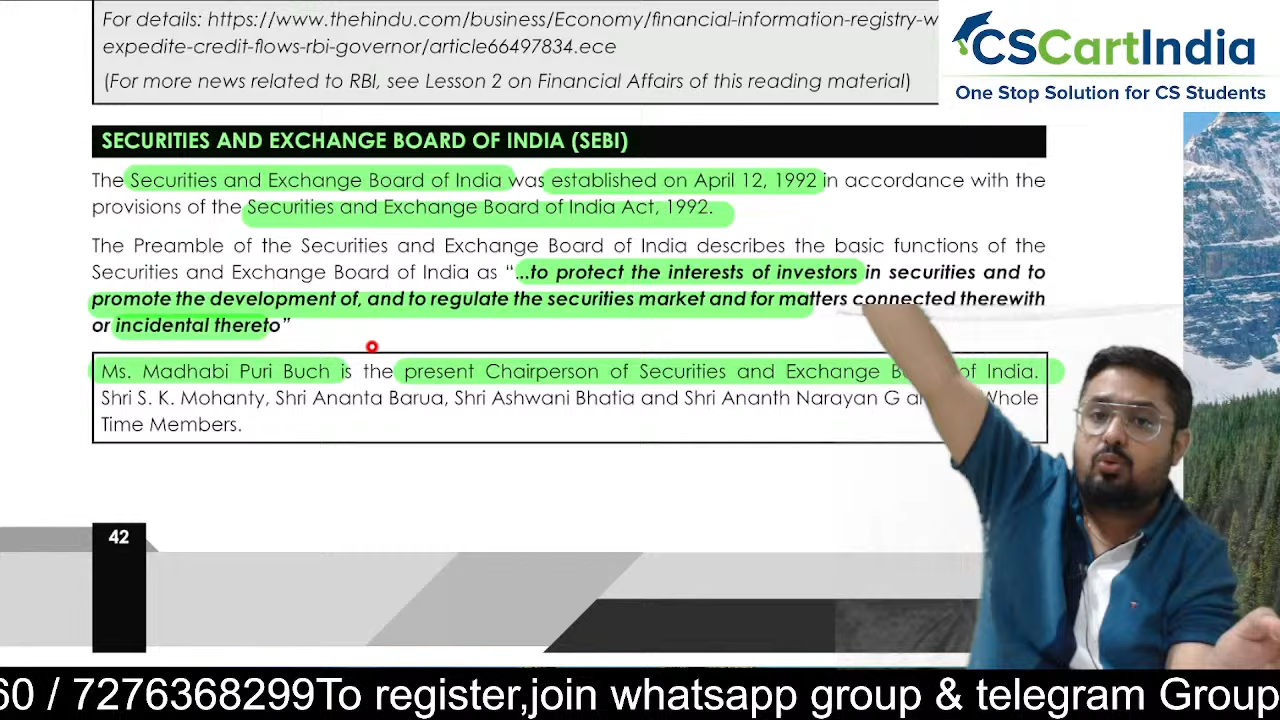 For details: https://www.thehindu.com/business/Economy/financial-information-registry-w
expedite-credit-flows-rbi-governor/article66497834.ece
(For more news related to RBI, see Lesson 2 on Financial Affairs of this reading material)
CSCartIndia
One Stop Solution for CS Students
SECURITIES AND EXCHANGE BOARD OF INDIA (SEBI)
The Securities and Exchange Board of India was established on April 12, 1992 in accordance with the
provisions of the Securities and Exchange Board of India Act, 1992.
The Preamble of the Securities and Exchange Board of India describes the basic functions of the
Securities and Exchange Board of India as “...to protect the interests of investors in securities and to
promote the development of, and to regulate the securities market and for matters connected therewith
or incidental thereto”
Ms. Madhabi Puri Buch is the present Chairperson of Securities and Exchange of India.
Shri S. K. Mohanty, Shri Ananta Barua, Shri Ashwani Bhatia and Shri Ananth Narayan G Whole
Time Members.
42
60 / 7276368299To register,join whatsapp group & telegram Group